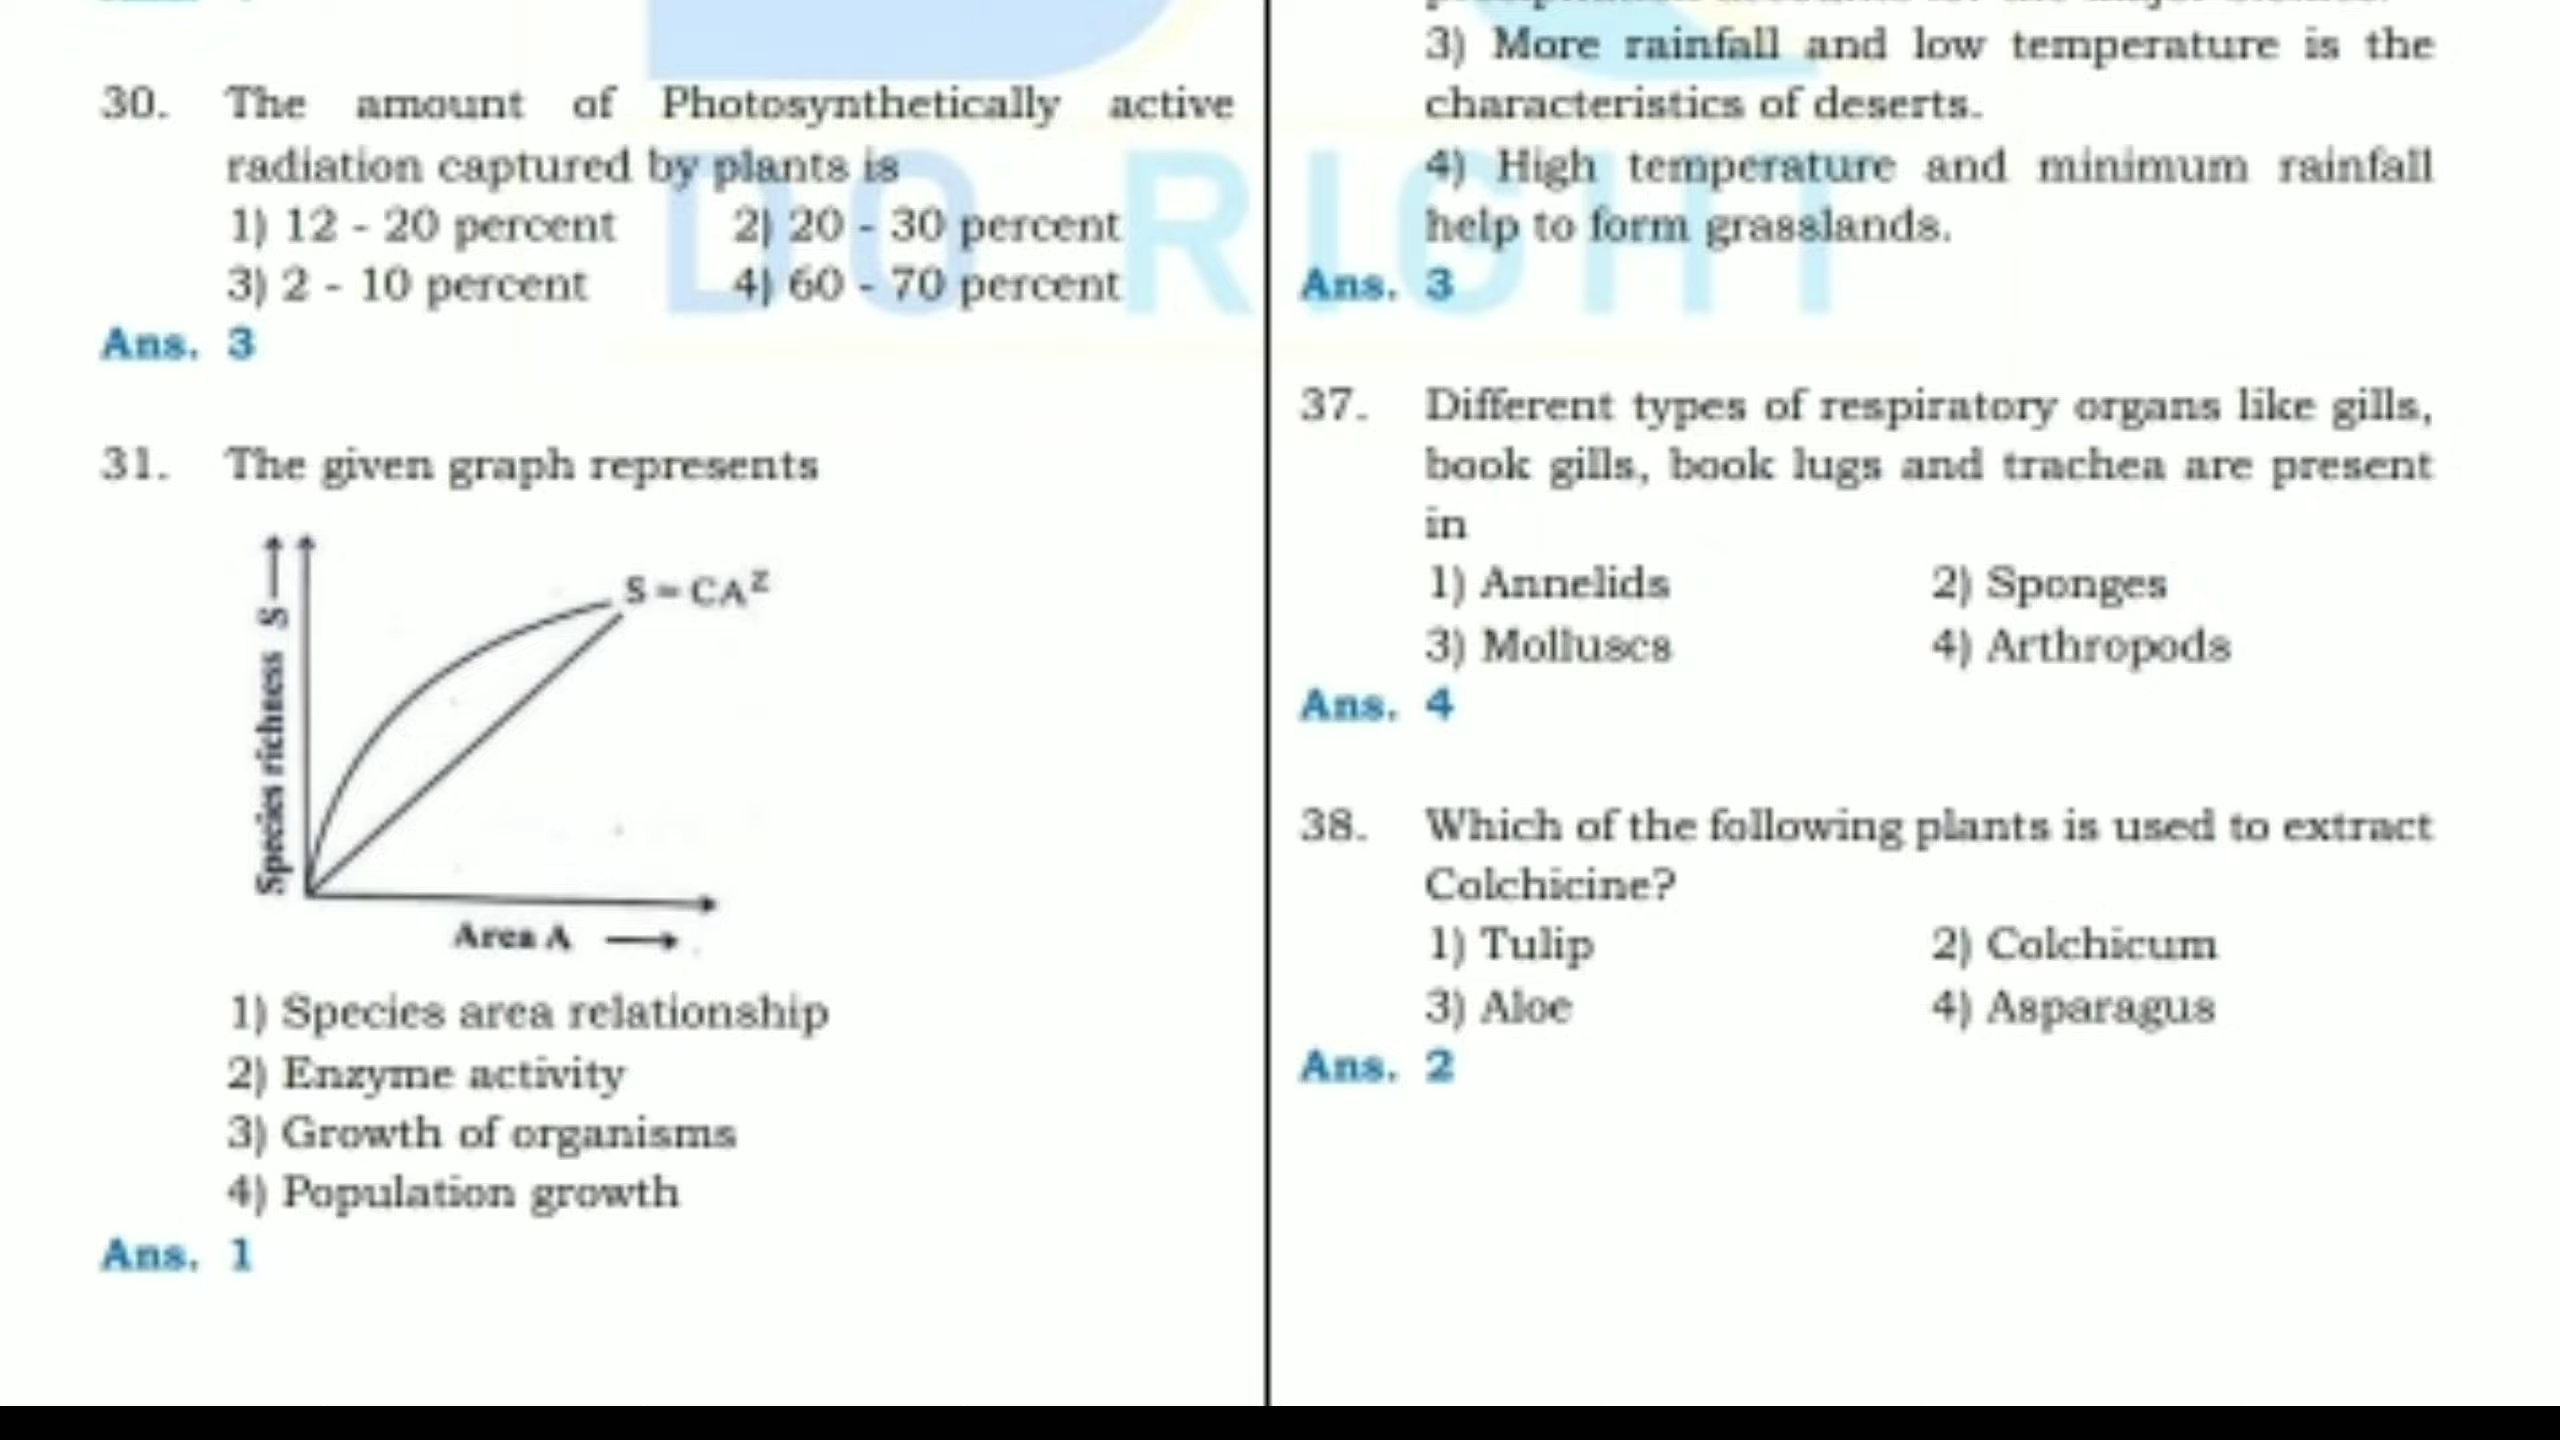 30. The amount of Photosynthetically active
radiation captured by plants is
1) 12 - 20 percent 2) 20 - 30 percent
3) 2 - 10 percent 4) 60 - 70 percent
Ans. 3
31. The given graph represents
S = CA^Z
Species richness S
Area A
1) Species area relationship
2) Enzyme activity
3) Growth of organisms
4) Population growth
Ans. 1
3) More rainfall and low temperature is the
characteristics of deserts.
4) High temperature and minimum rainfall
help to form grasslands.
Ans. 3
37. Different types of respiratory organs like gills,
book gills, book lugs and trachea are present
in
1) Annelids 2) Sponges
3) Molluscs 4) Arthropods
Ans. 4
38. Which of the following plants is used to extract
Colchicine?
1) Tulip 2) Colchicum
3) Aloe 4) Asparagus
Ans. 2
DO RIGHT